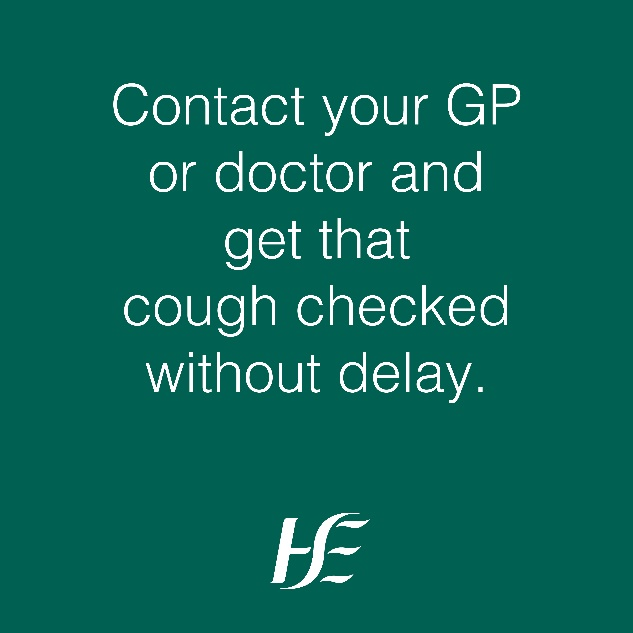 Contact your GP
or doctor and
get that
cough checked
without delay.
HSE